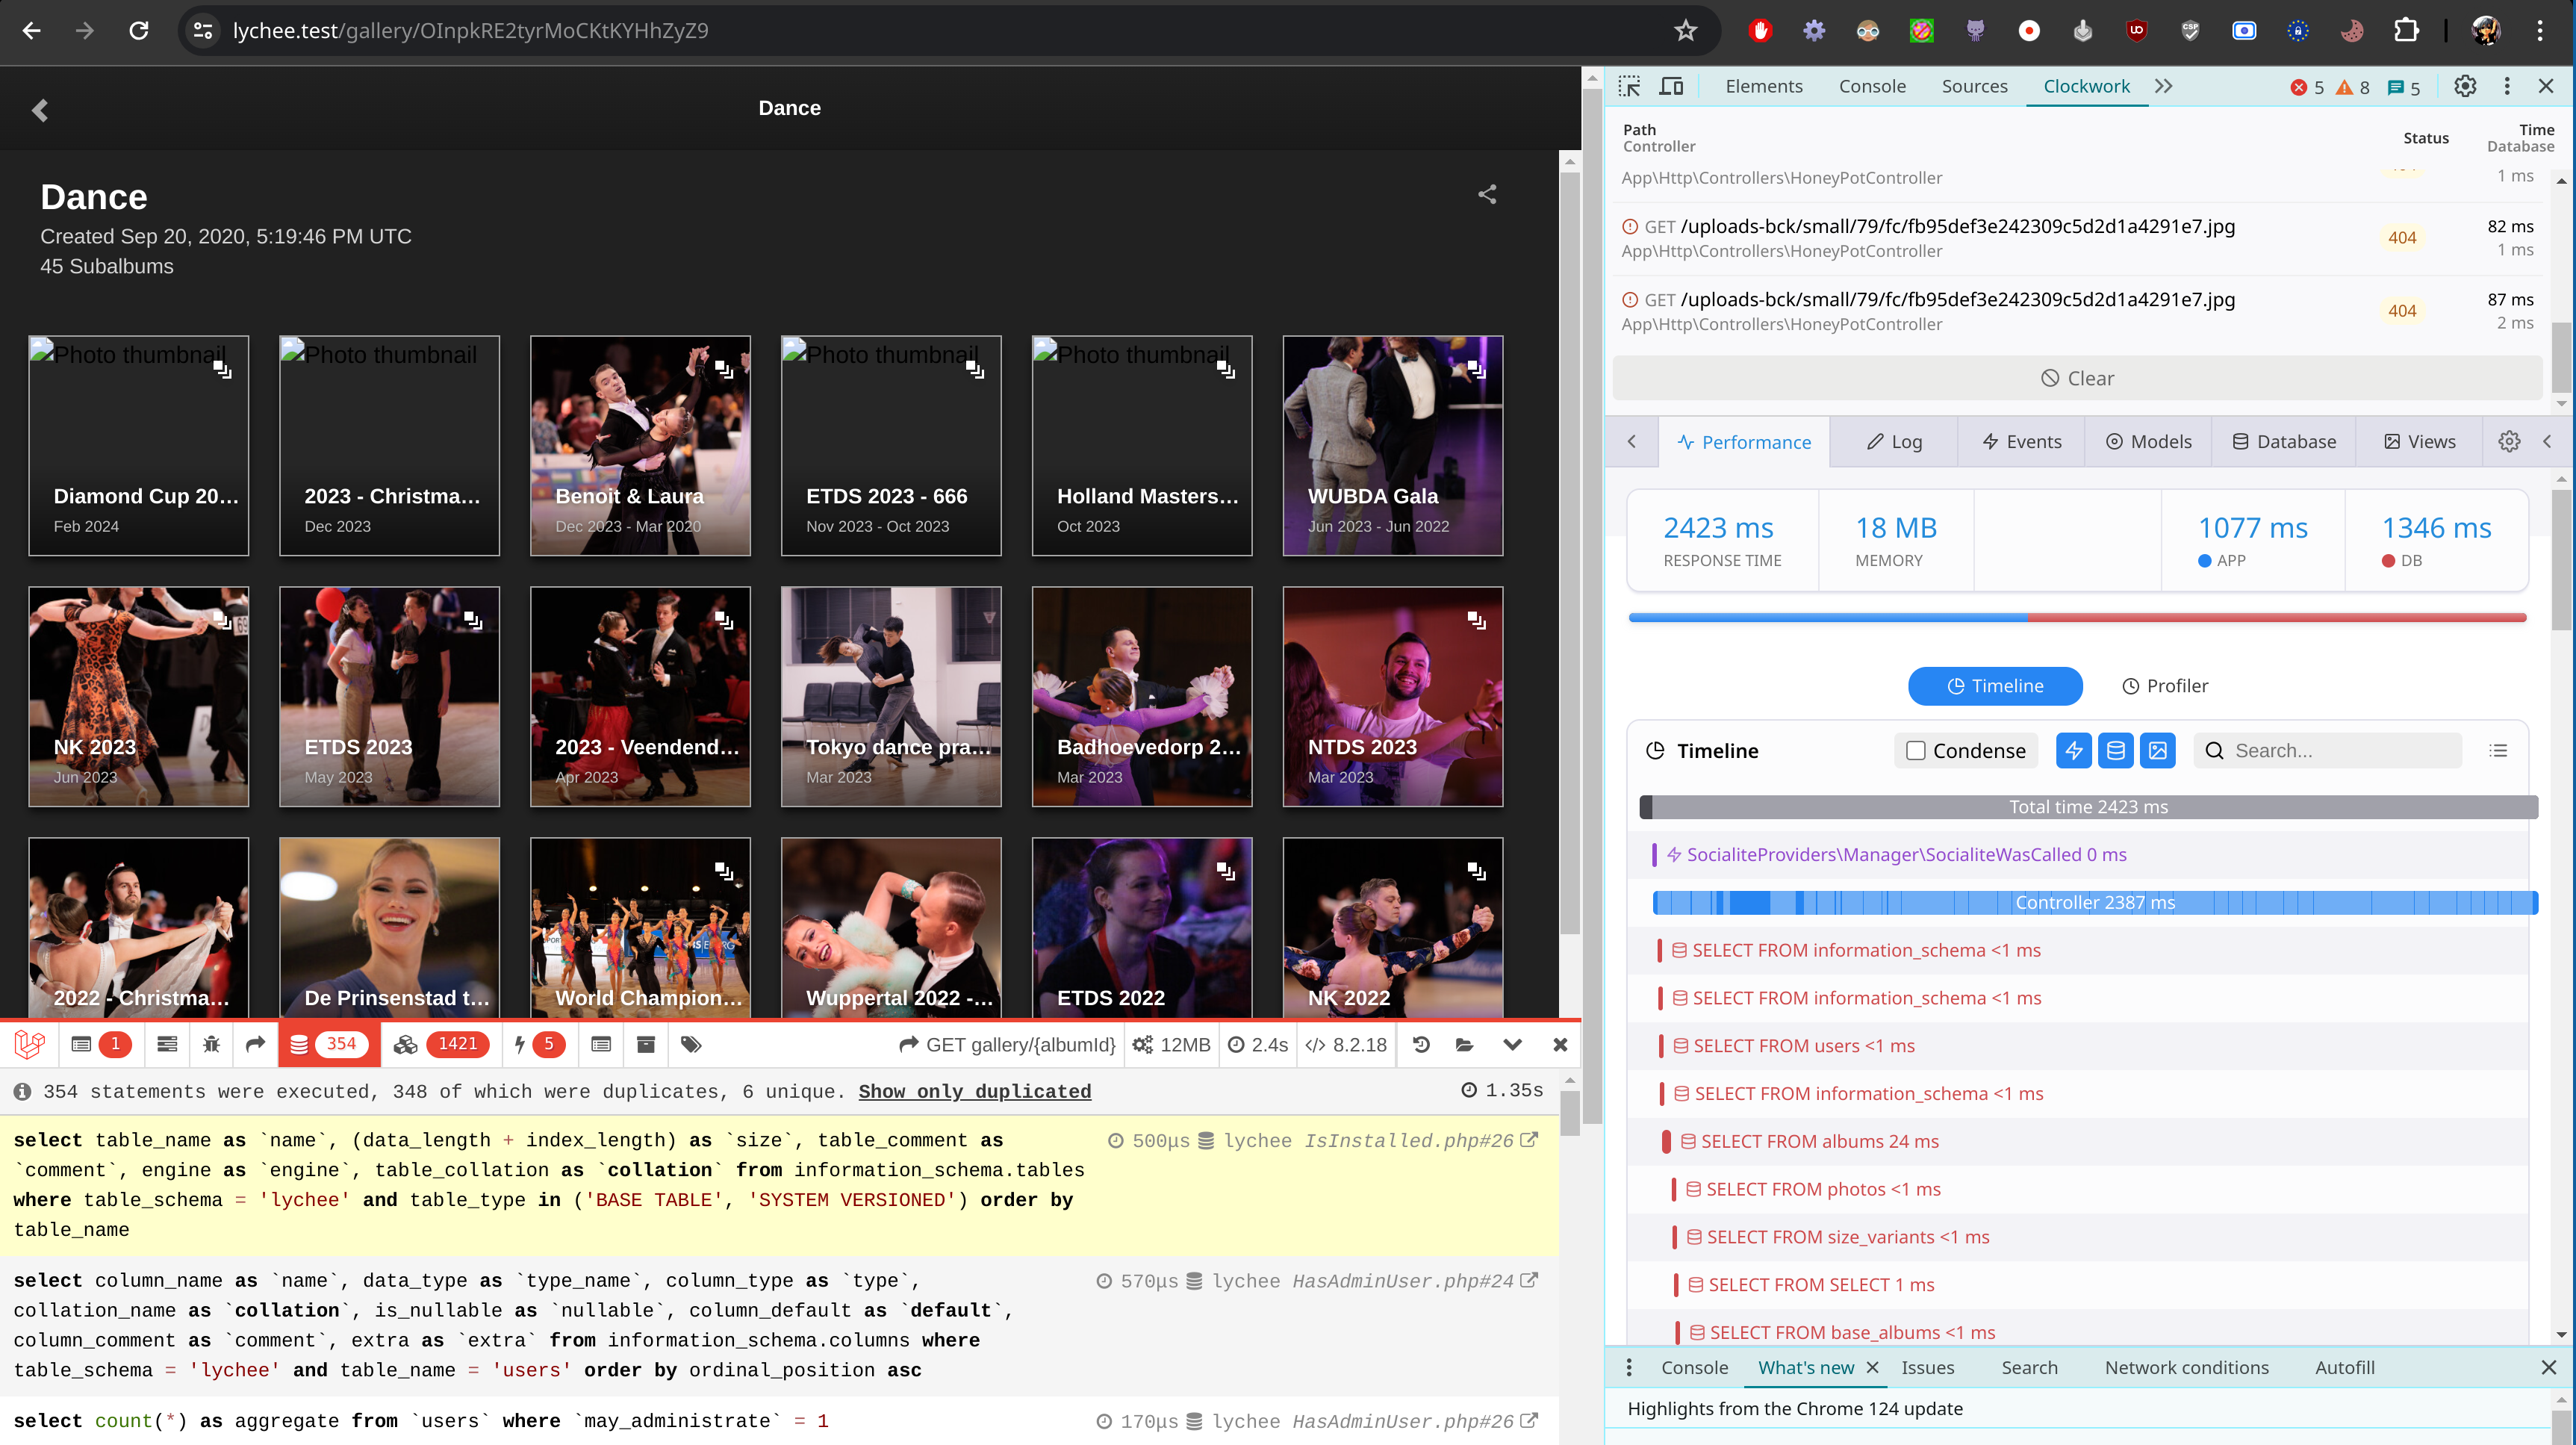 lychee.test/gallery/OInpkRE2tyrMoCKtKYHhZyZ9
Dance
Dance
Created Sep 20, 2020, 5:19:46 PM UTC
45 Subalbums
Photo thumbnail
Diamond Cup 20…
Feb 2024
Photo thumbnail
2023 - Christma…
Dec 2023
Benoit & Laura
Dec 2023 - Mar 2020
Photo thumbnail
ETDS 2023 - 666
Nov 2023 - Oct 2023
Photo thumbnail
Holland Masters…
Oct 2023
WUBDA Gala
Jun 2023 - Jun 2022
NK 2023
Jun 2023
ETDS 2023
May 2023
2023 - Veendend…
Apr 2023
Tokyo dance pra…
Mar 2023
Badhoevedorp 2…
Mar 2023
NTDS 2023
Mar 2023
2022 - Christma…
De Prinsenstad t…
World Champion…
Wuppertal 2022 -…
ETDS 2022
NK 2022
1
354
1421
5
GET gallery/{albumId}
12MB
2.4s
8.2.18
354 statements were executed, 348 of which were duplicates, 6 unique. Show only duplicated
1.35s
select table_name as `name`, (data_length + index_length) as `size`, table_comment as
`comment`, engine as `engine`, table_collation as `collation` from information_schema.tables
where table_schema = 'lychee' and table_type in ('BASE TABLE', 'SYSTEM VERSIONED') order by
table_name
500μs lychee IsInstalled.php#26
select column_name as `name`, data_type as `type_name`, column_type as `type`,
collation_name as `collation`, is_nullable as `nullable`, column_default as `default`,
column_comment as `comment`, extra as `extra` from information_schema.columns where
table_schema = 'lychee' and table_name = 'users' order by ordinal_position asc
570μs lychee HasAdminUser.php#24
select count(*) as aggregate from `users` where `may_administrate` = 1
170μs lychee HasAdminUser.php#26
Elements Console Sources Clockwork 5 8 5
Path
Controller
Status
Time
Database
App\Http\Controllers\HoneyPotController
1 ms
GET /uploads-bck/small/79/fc/fb95def3e242309c5d2d1a4291e7.jpg
App\Http\Controllers\HoneyPotController
404
82 ms
1 ms
GET /uploads-bck/small/79/fc/fb95def3e242309c5d2d1a4291e7.jpg
App\Http\Controllers\HoneyPotController
404
87 ms
2 ms
Clear
Performance Log Events Models Database Views
2423 ms
RESPONSE TIME
18 MB
MEMORY
1077 ms
APP
1346 ms
DB
Timeline Profiler
Timeline
Condense
Search...
Total time 2423 ms
SocialiteProviders\Manager\SocialiteWasCalled 0 ms
Controller 2387 ms
SELECT FROM information_schema <1 ms
SELECT FROM information_schema <1 ms
SELECT FROM users <1 ms
SELECT FROM information_schema <1 ms
SELECT FROM albums 24 ms
SELECT FROM photos <1 ms
SELECT FROM size_variants <1 ms
SELECT FROM SELECT 1 ms
SELECT FROM base_albums <1 ms
Console What's new Issues Search Network conditions Autofill
Highlights from the Chrome 124 update